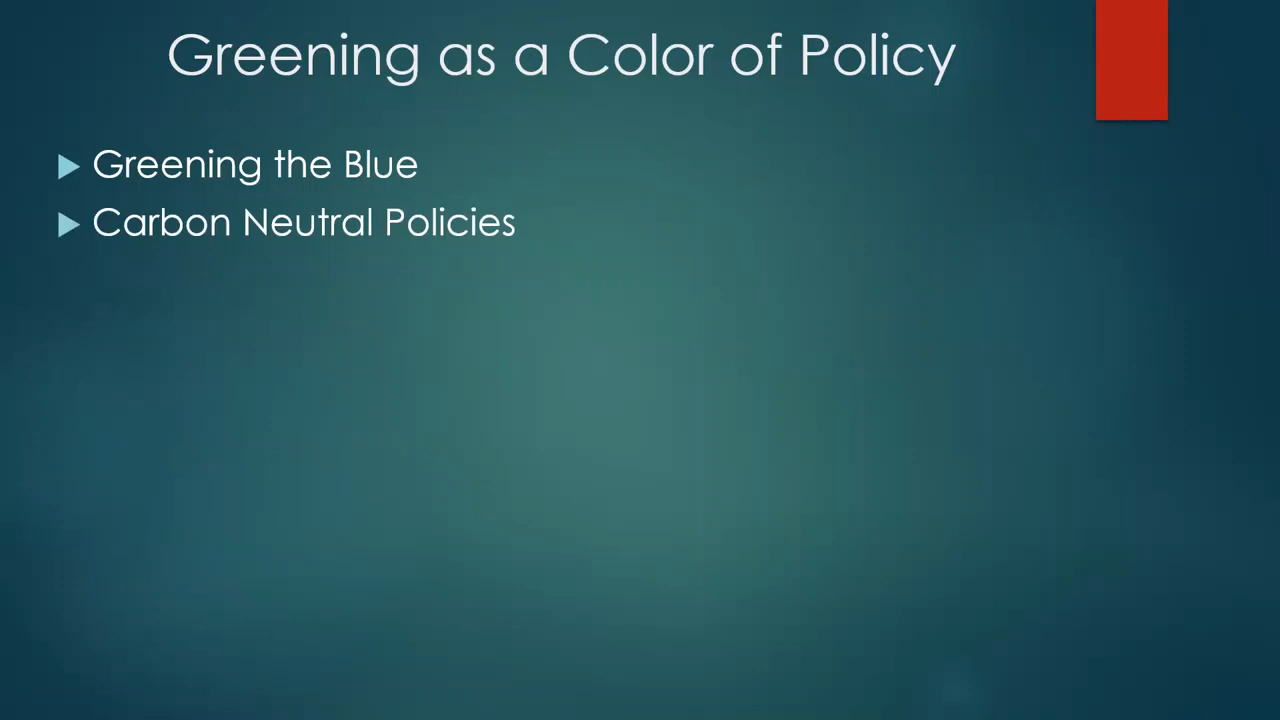 Greening as a Color of Policy
Greening the Blue
Carbon Neutral Policies